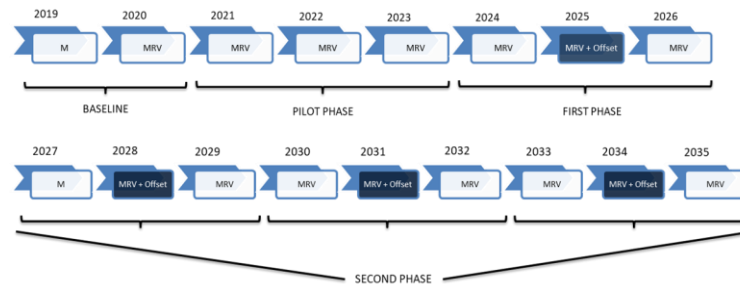 2019 2020 2021 2022 2023 2024 2025 2026
M MRV MRV MRV MRV MRV MRV + Offset MRV
BASELINE PILOT PHASE FIRST PHASE
2027 2028 2029 2030 2031 2032 2033 2034 2035
M MRV + Offset MRV MRV MRV + Offset MRV MRV MRV + Offset MRV
SECOND PHASE